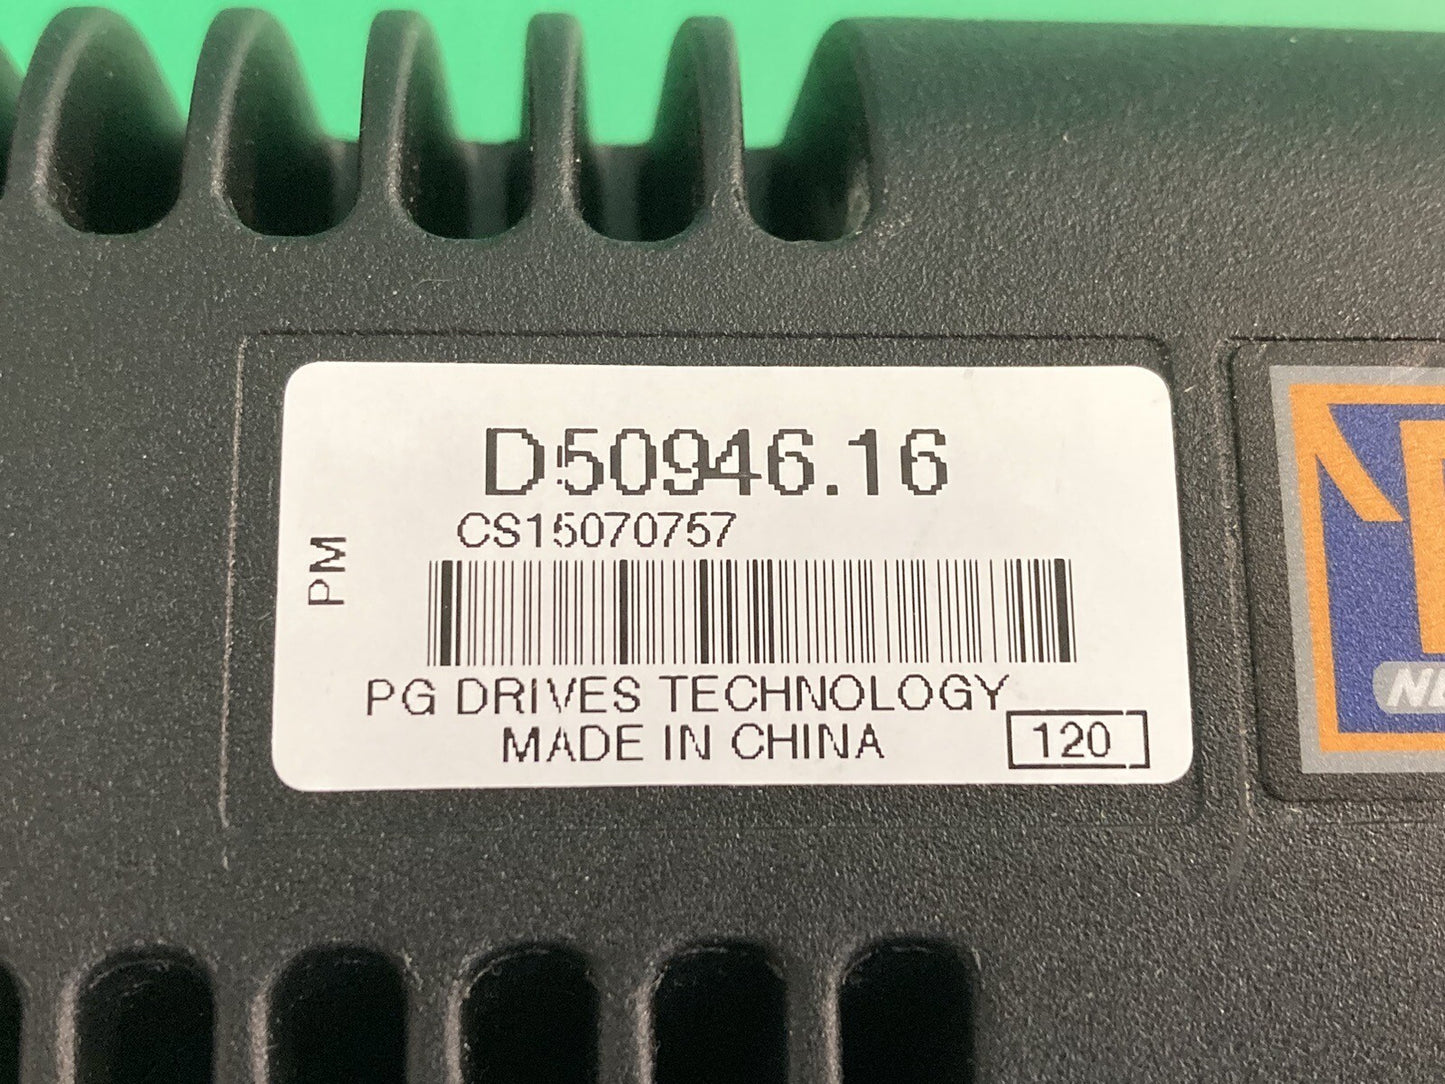 D50946.16
CS15070757
PM
PG DRIVES TECHNOLOGY
MADE IN CHINA
120